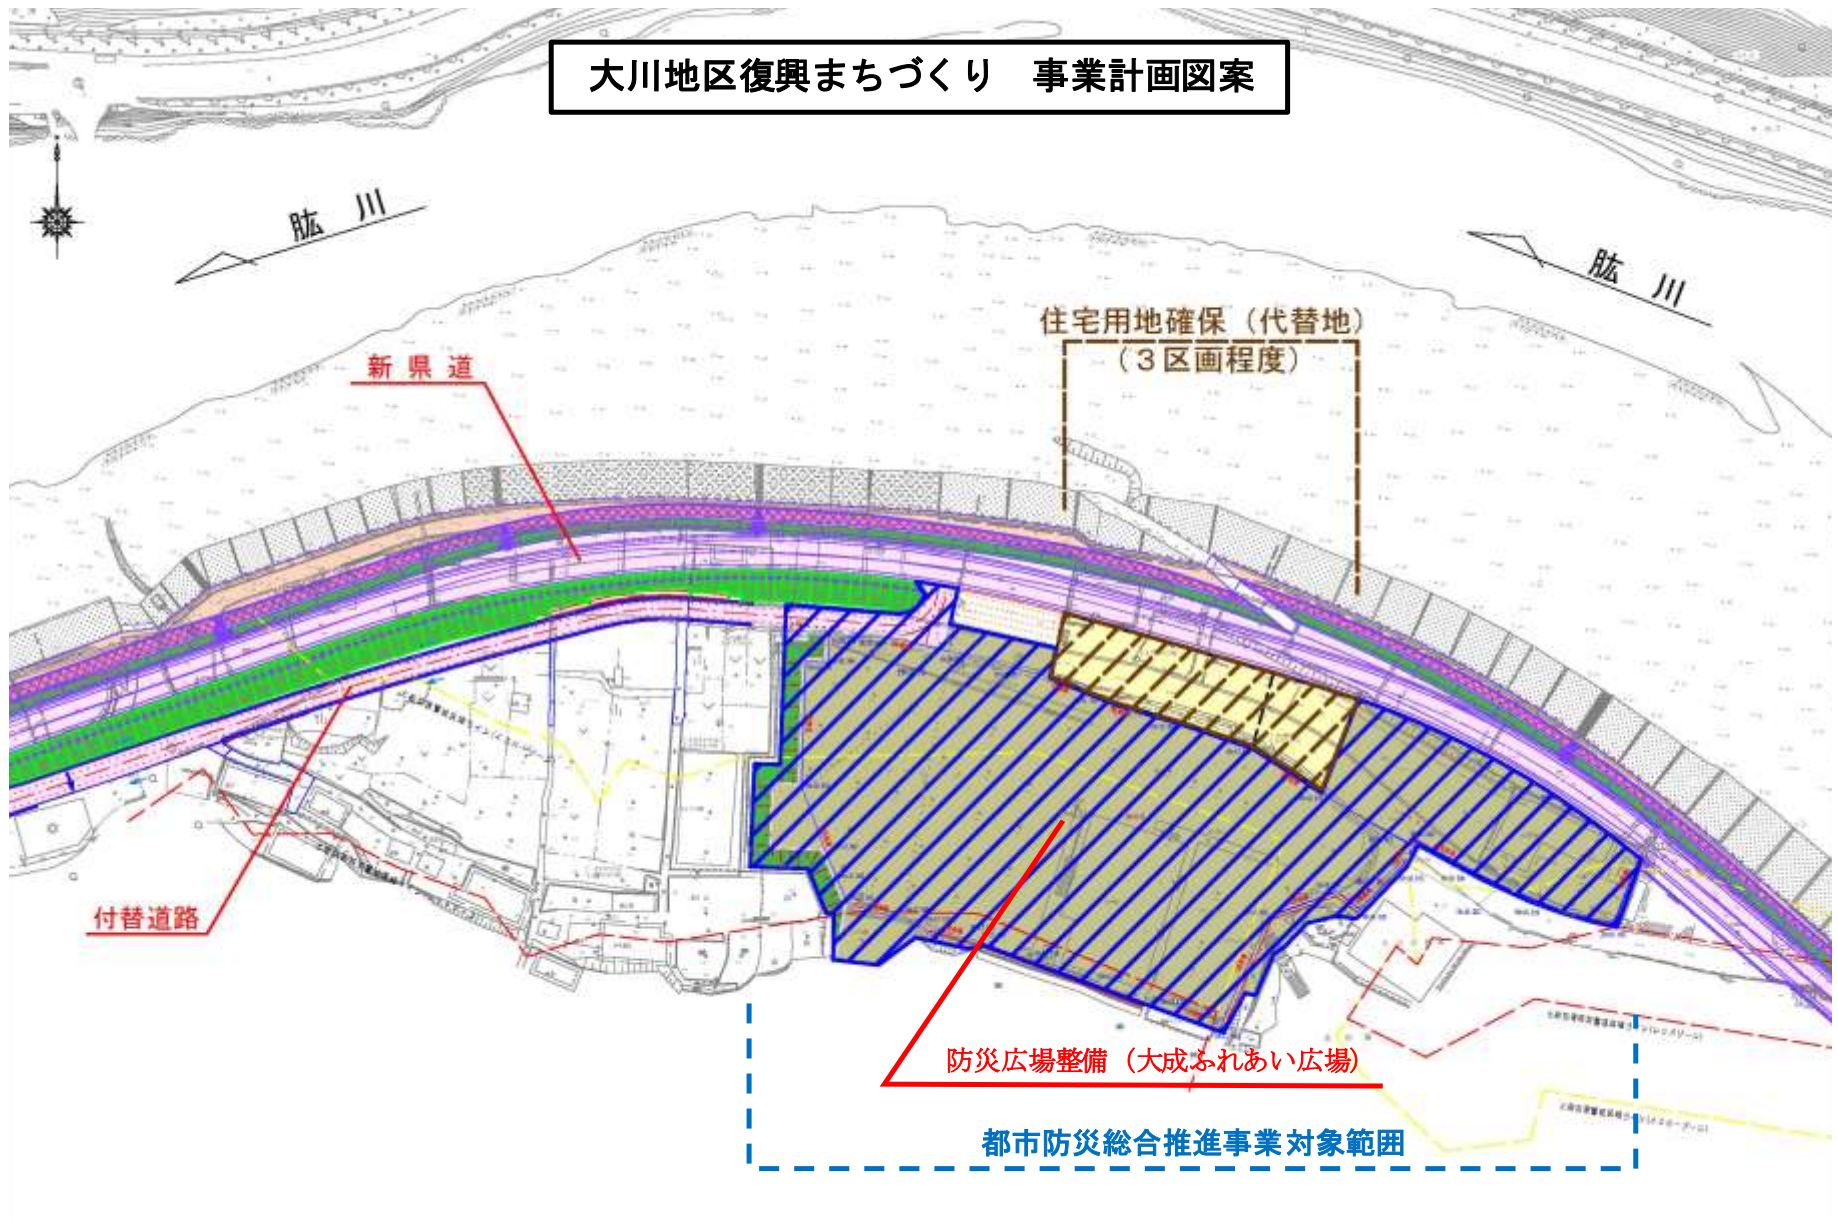 大川地区復興まちづくり　事業計画図案
肱 川
肱 川
住宅用地確保（代替地）
（３区画程度）
新 県 道
付替道路
防災広場整備（大成ふれあい広場）
都市防災総合推進事業対象範囲